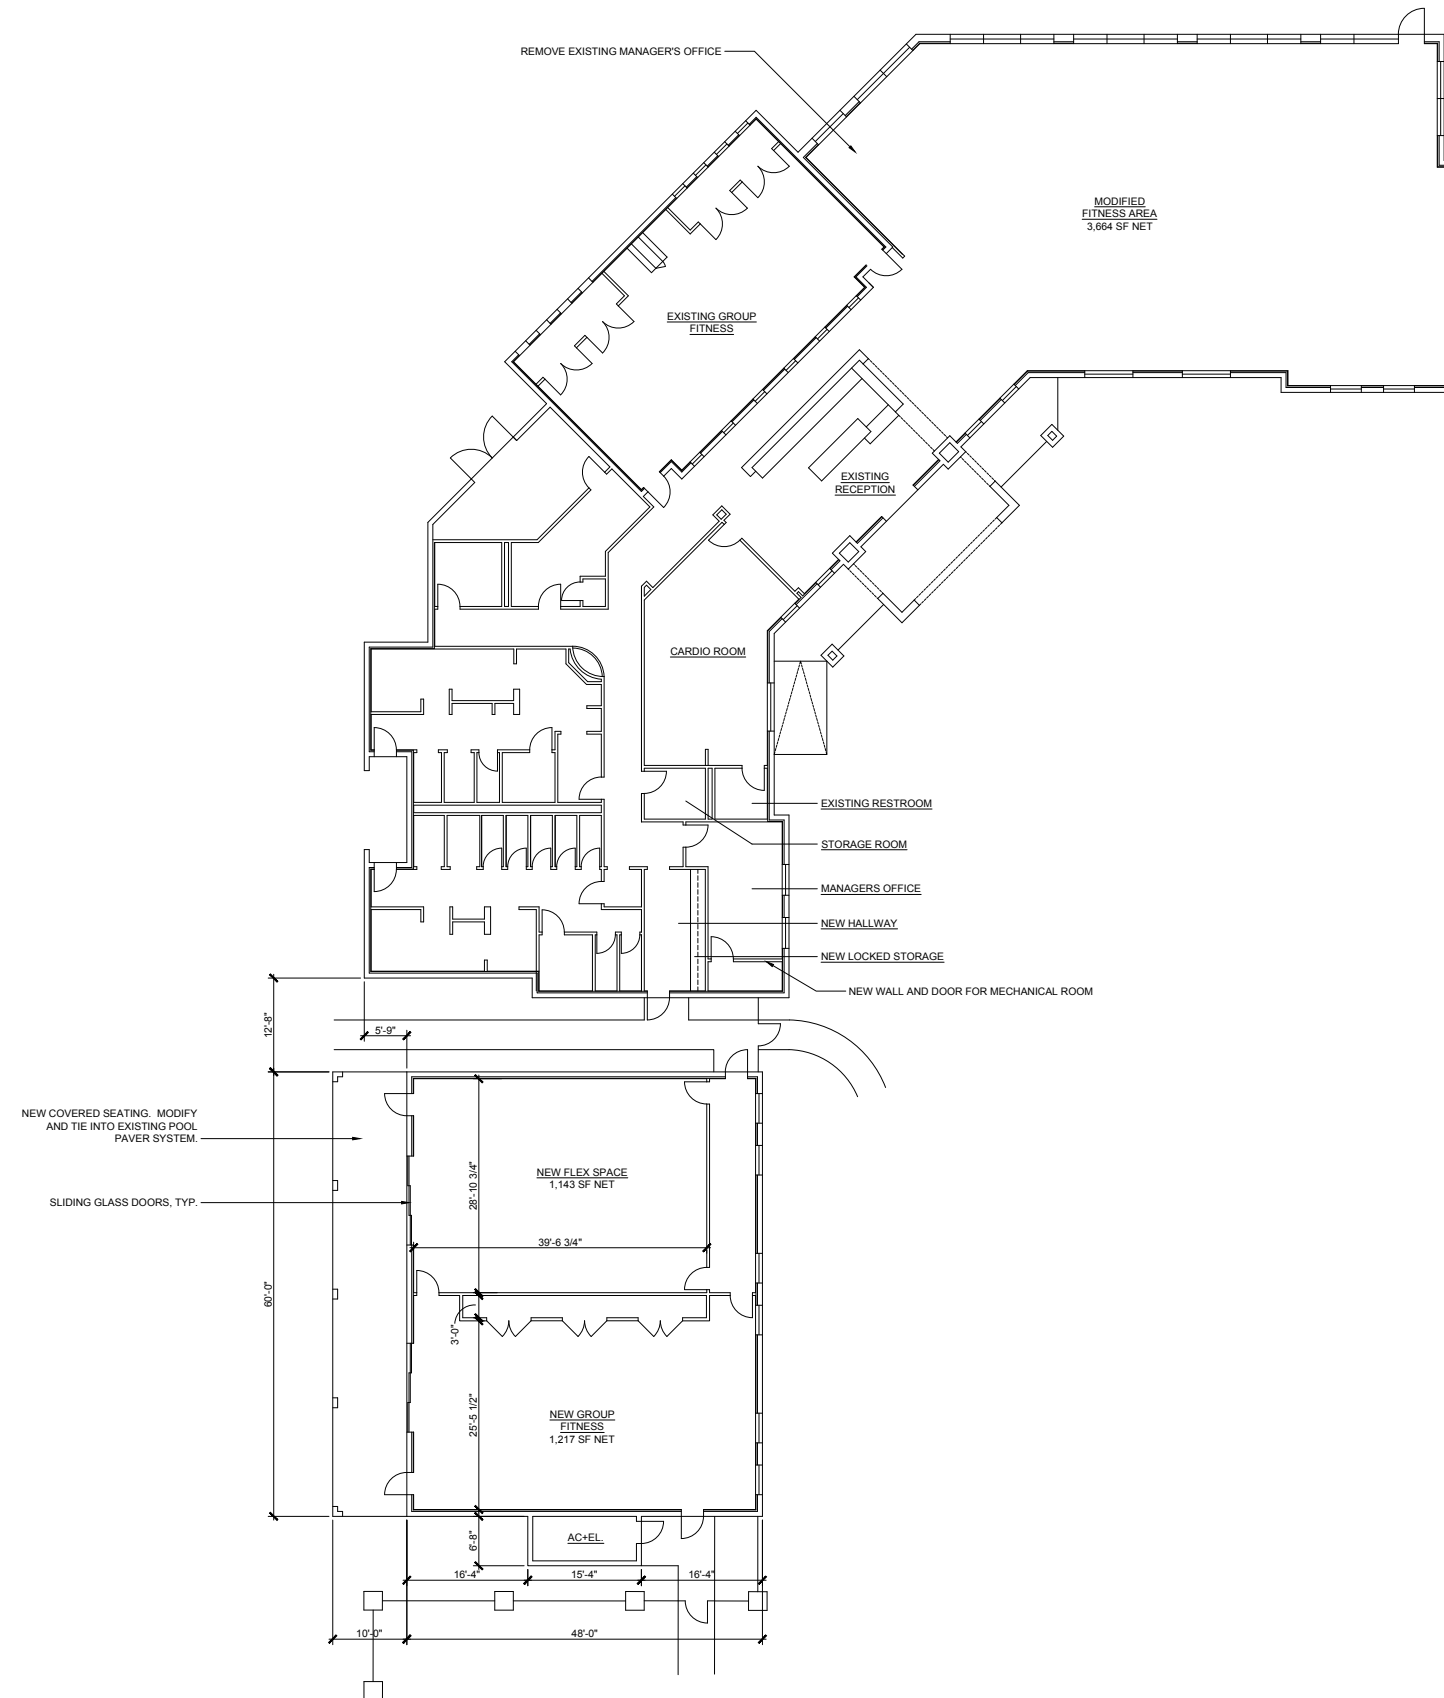 REMOVE EXISTING MANAGER'S OFFICE
MODIFIED
FITNESS AREA
3,664 SF NET
EXISTING GROUP
FITNESS
EXISTING
RECEPTION
CARDIO ROOM
EXISTING RESTROOM
STORAGE ROOM
MANAGERS OFFICE
NEW HALLWAY
NEW LOCKED STORAGE
NEW WALL AND DOOR FOR MECHANICAL ROOM
12'-8"
5'-9"
NEW COVERED SEATING. MODIFY
AND TIE INTO EXISTING POOL
PAVER SYSTEM.
SLIDING GLASS DOORS, TYP.
28'-10 3/4"
NEW FLEX SPACE
1,143 SF NET
39'-6 3/4"
60'-0"
3'-0"
25'-5 1/2"
NEW GROUP
FITNESS
1,217 SF NET
6'-8"
AC+EL.
16'-4"
15'-4"
16'-4"
10'-0"
48'-0"